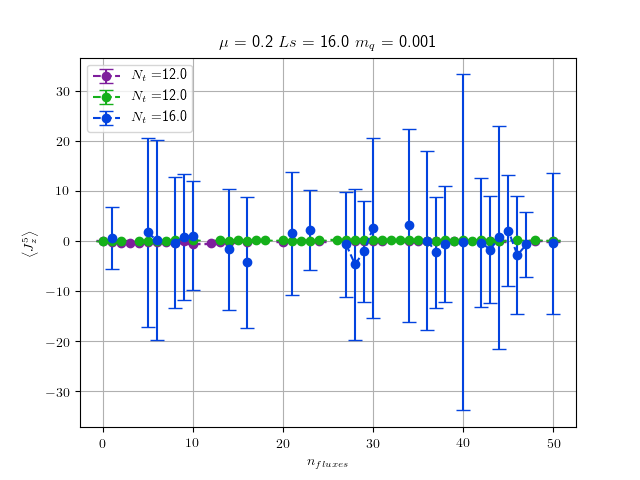 μ = 0.2 Ls = 16.0 m_q = 0.001
N_t =12.0
N_t =12.0
N_t =16.0
30
20
10
0
−10
−20
−30
⟨J_z^5⟩
0 10 20 30 40 50
n_fluxes